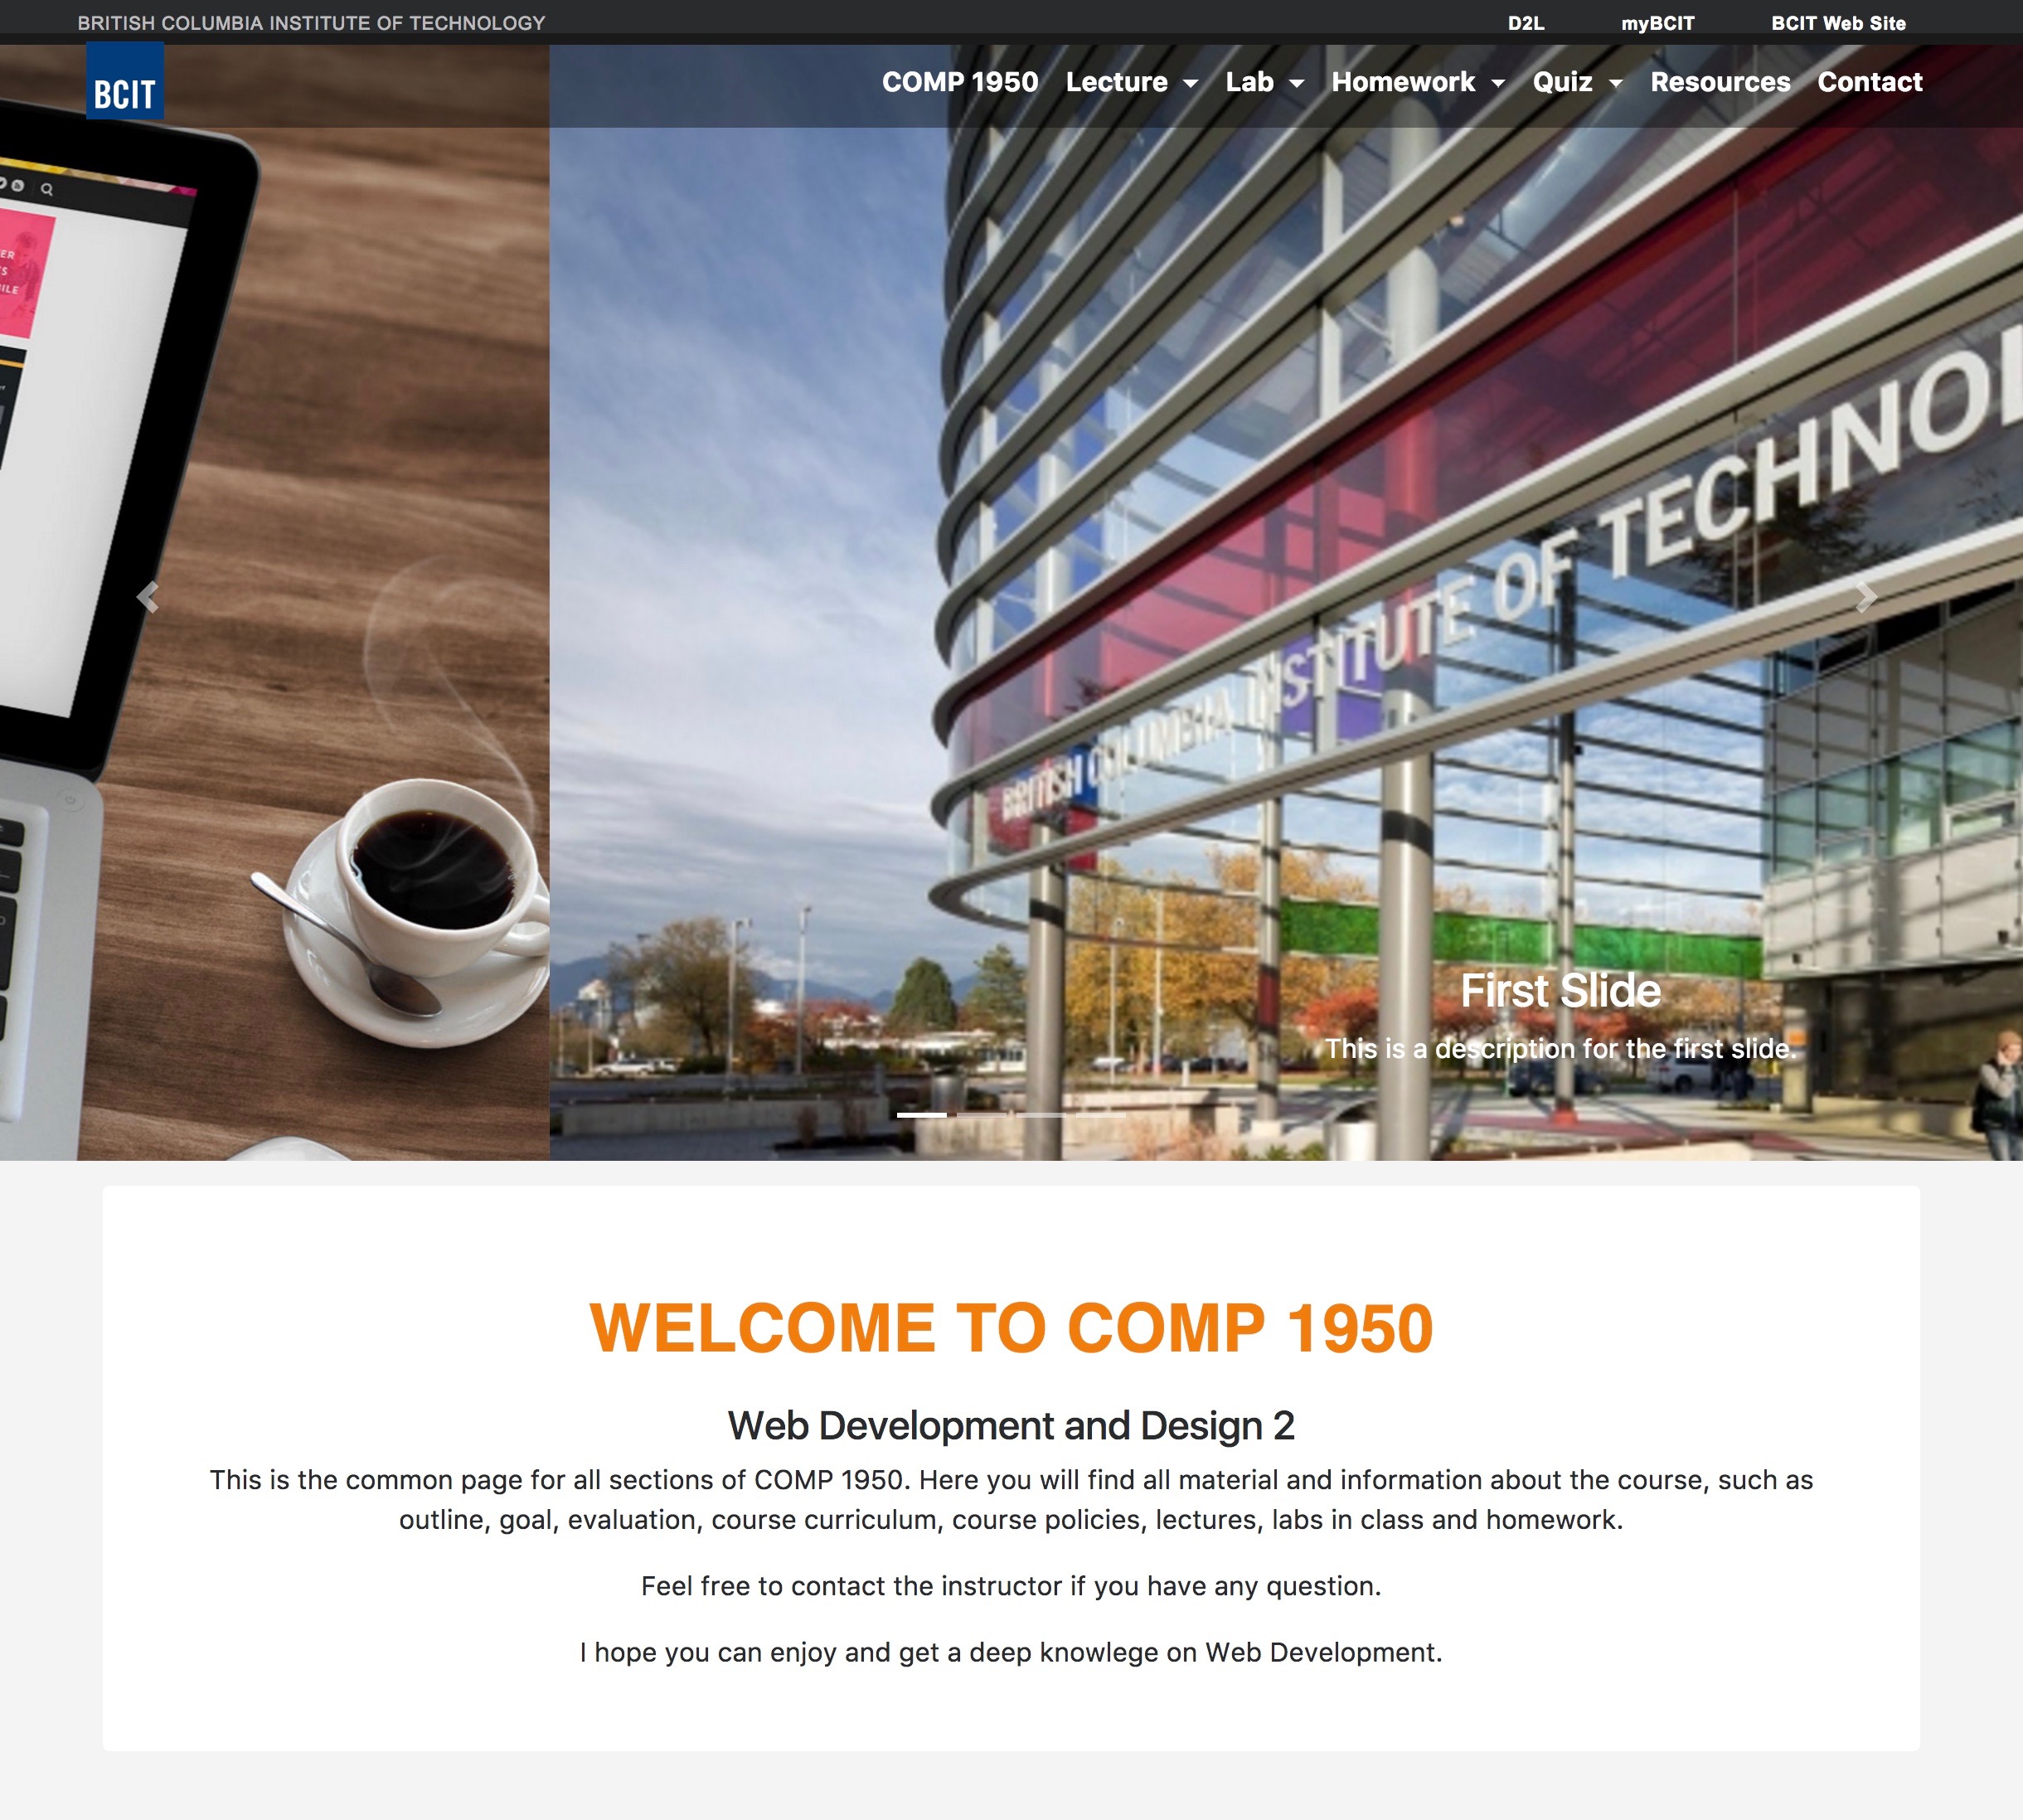 BRITISH COLUMBIA INSTITUTE OF TECHNOLOGY
D2L myBCIT BCIT Web Site
BCIT
COMP 1950 Lecture Lab Homework Quiz Resources Contact
BRITISH COLUMBIA INSTITUTE OF TECHNOL
First Slide
This is a description for the first slide.
WELCOME TO COMP 1950
Web Development and Design 2
This is the common page for all sections of COMP 1950. Here you will find all material and information about the course, such as
outline, goal, evaluation, course curriculum, course policies, lectures, labs in class and homework.
Feel free to contact the instructor if you have any question.
I hope you can enjoy and get a deep knowlege on Web Development.